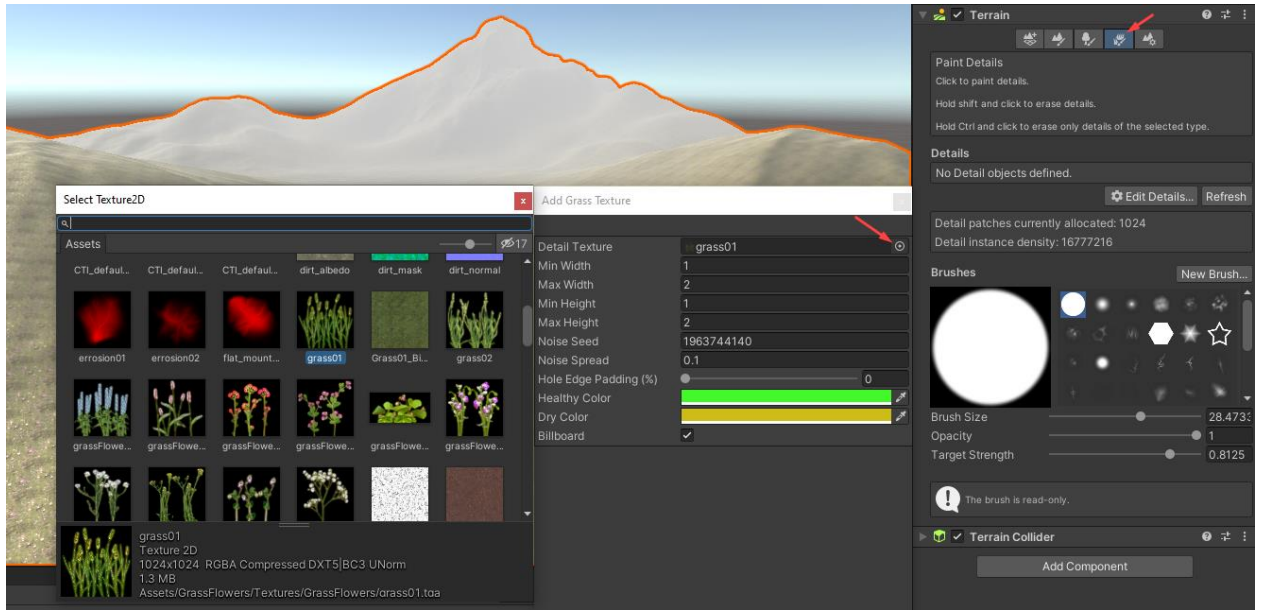 Terrain
Paint Details
Click to paint details.
Hold shift and click to erase details.
Hold Ctrl and click to erase only details of the selected type.
Details
No Detail objects defined.
Edit Details... Refresh
Detail patches currently allocated: 1024
Detail instance density: 16777216
Brushes
New Brush...
Brush Size 28.4733
Opacity 1
Target Strength 0.8125
The brush is read-only.
Terrain Collider
Add Component
Select Texture2D x
Assets 17
CTI_defaul... CTI_defaul... CTI_defaul... dirt_albedo dirt_mask dirt_normal
errosion01 errosion02 flat_mount... grass01 Grass01_Bi... grass02
grassFlowe... grassFlowe... grassFlowe... grassFlowe... grassFlowe... grassFlowe...
grass01
Texture 2D
1024x1024 RGBA Compressed DXT5|BC3 UNorm
1.3 MB
Assets/GrassFlowers/Textures/GrassFlowers/grass01.tga
Add Grass Texture
Detail Texture grass01
Min Width 1
Max Width 2
Min Height 1
Max Height 2
Noise Seed 1963744140
Noise Spread 0.1
Hole Edge Padding (%) 0
Healthy Color
Dry Color
Billboard